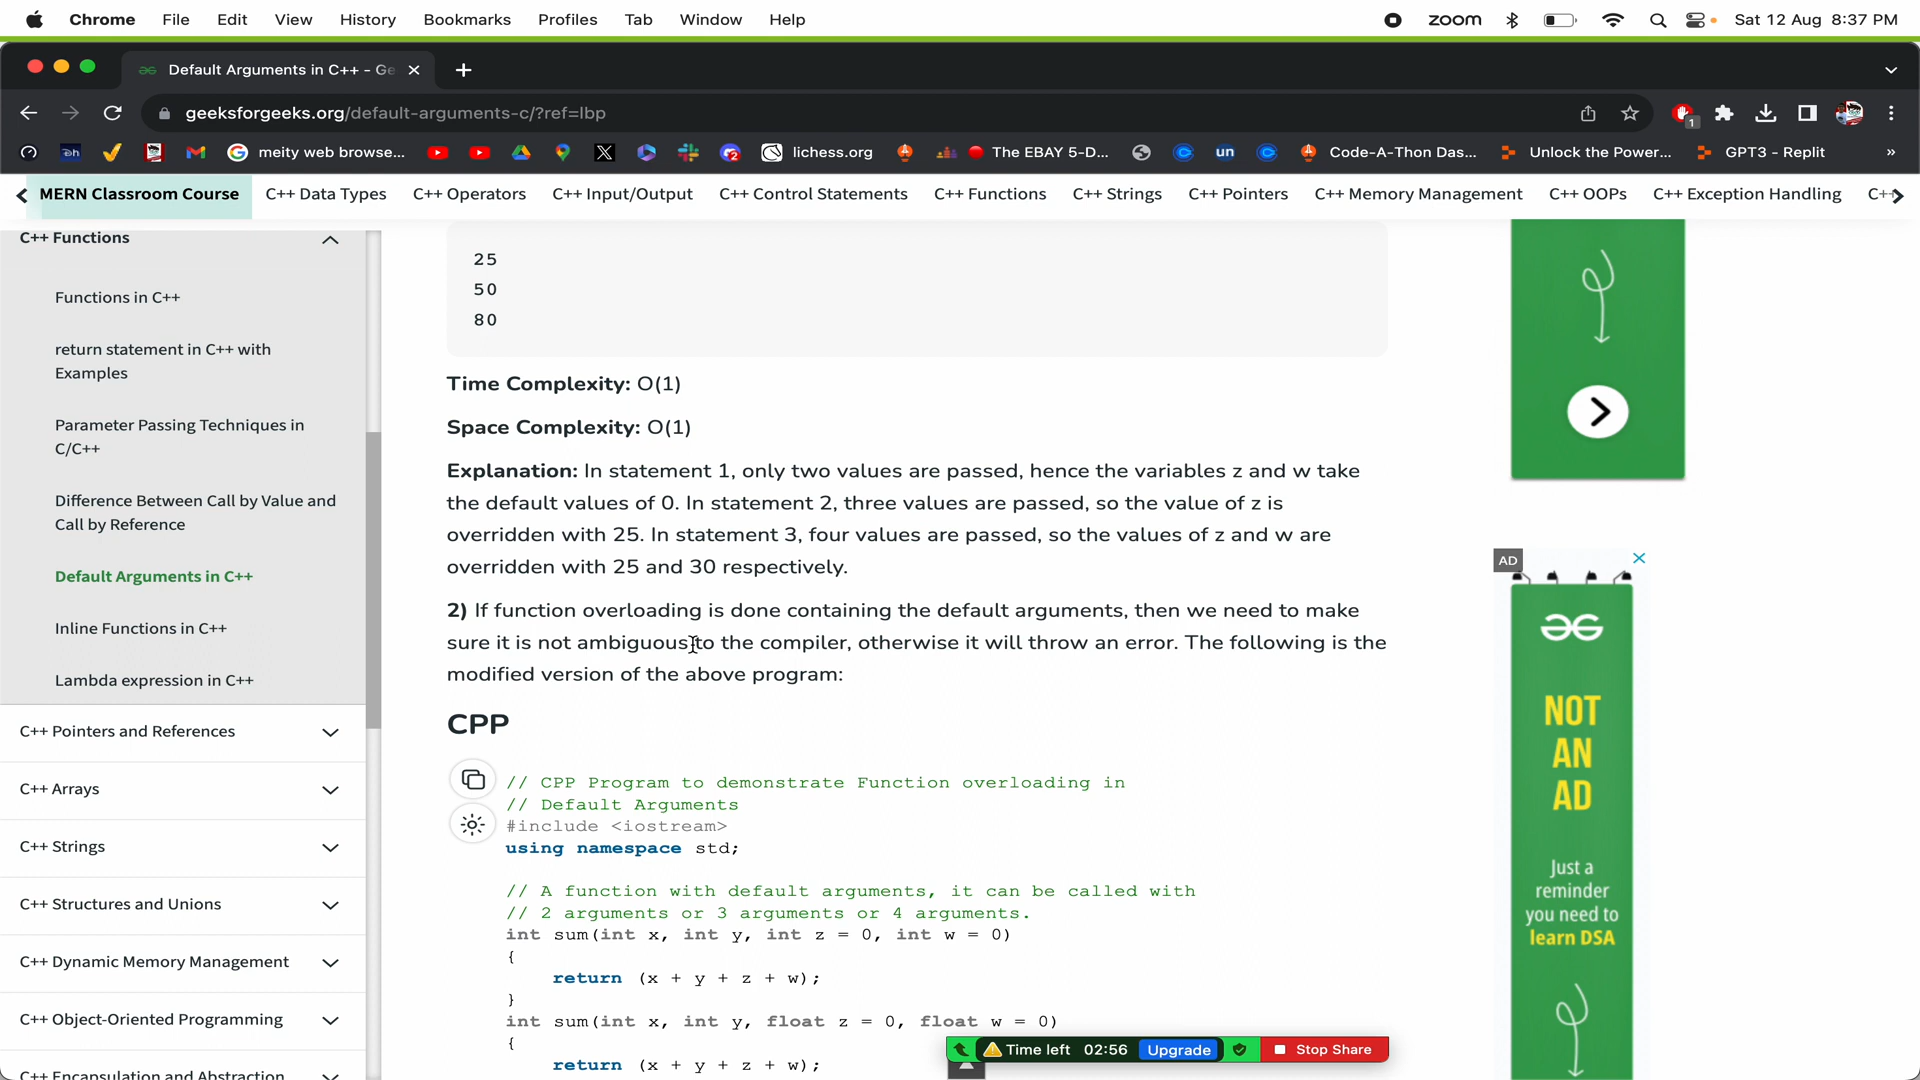 Chrome File Edit View History Bookmarks Profiles Tab Window Help zoom Sat 12 Aug 8:37 PM
Default Arguments in C++ - Ge
geeksforgeeks.org/default-arguments-c/?ref=lbp 1
meity web browse... lichess.org The EBAY 5-D... un Code-A-Thon Das... Unlock the Power... GPT3 - Replit »
MERN Classroom Course C++ Data Types C++ Operators C++ Input/Output C++ Control Statements C++ Functions C++ Strings C++ Pointers C++ Memory Management C++ OOPs C++ Exception Handling C++
C++ Functions
Functions in C++
return statement in C++ with
Examples
Parameter Passing Techniques in
C/C++
Difference Between Call by Value and
Call by Reference
Default Arguments in C++
Inline Functions in C++
Lambda expression in C++
C++ Pointers and References
C++ Arrays
C++ Strings
C++ Structures and Unions
C++ Dynamic Memory Management
C++ Object-Oriented Programming
C++ Encapsulation and Abstraction
25
50
80
Time Complexity: O(1)
Space Complexity: O(1)
Explanation: In statement 1, only two values are passed, hence the variables z and w take
the default values of 0. In statement 2, three values are passed, so the value of z is
overridden with 25. In statement 3, four values are passed, so the values of z and w are
overridden with 25 and 30 respectively.
2) If function overloading is done containing the default arguments, then we need to make
sure it is not ambiguous to the compiler, otherwise it will throw an error. The following is the
modified version of the above program:
CPP
// CPP Program to demonstrate Function overloading in
// Default Arguments
#include <iostream>
using namespace std;
// A function with default arguments, it can be called with
// 2 arguments or 3 arguments or 4 arguments.
int sum(int x, int y, int z = 0, int w = 0)
{
return (x + y + z + w);
}
int sum(int x, int y, float z = 0, float w = 0)
{
return (x + y + z + w);
Time left 02:56 Upgrade Stop Share
AD
NOT
AN
AD
Just a
reminder
you need to
learn DSA